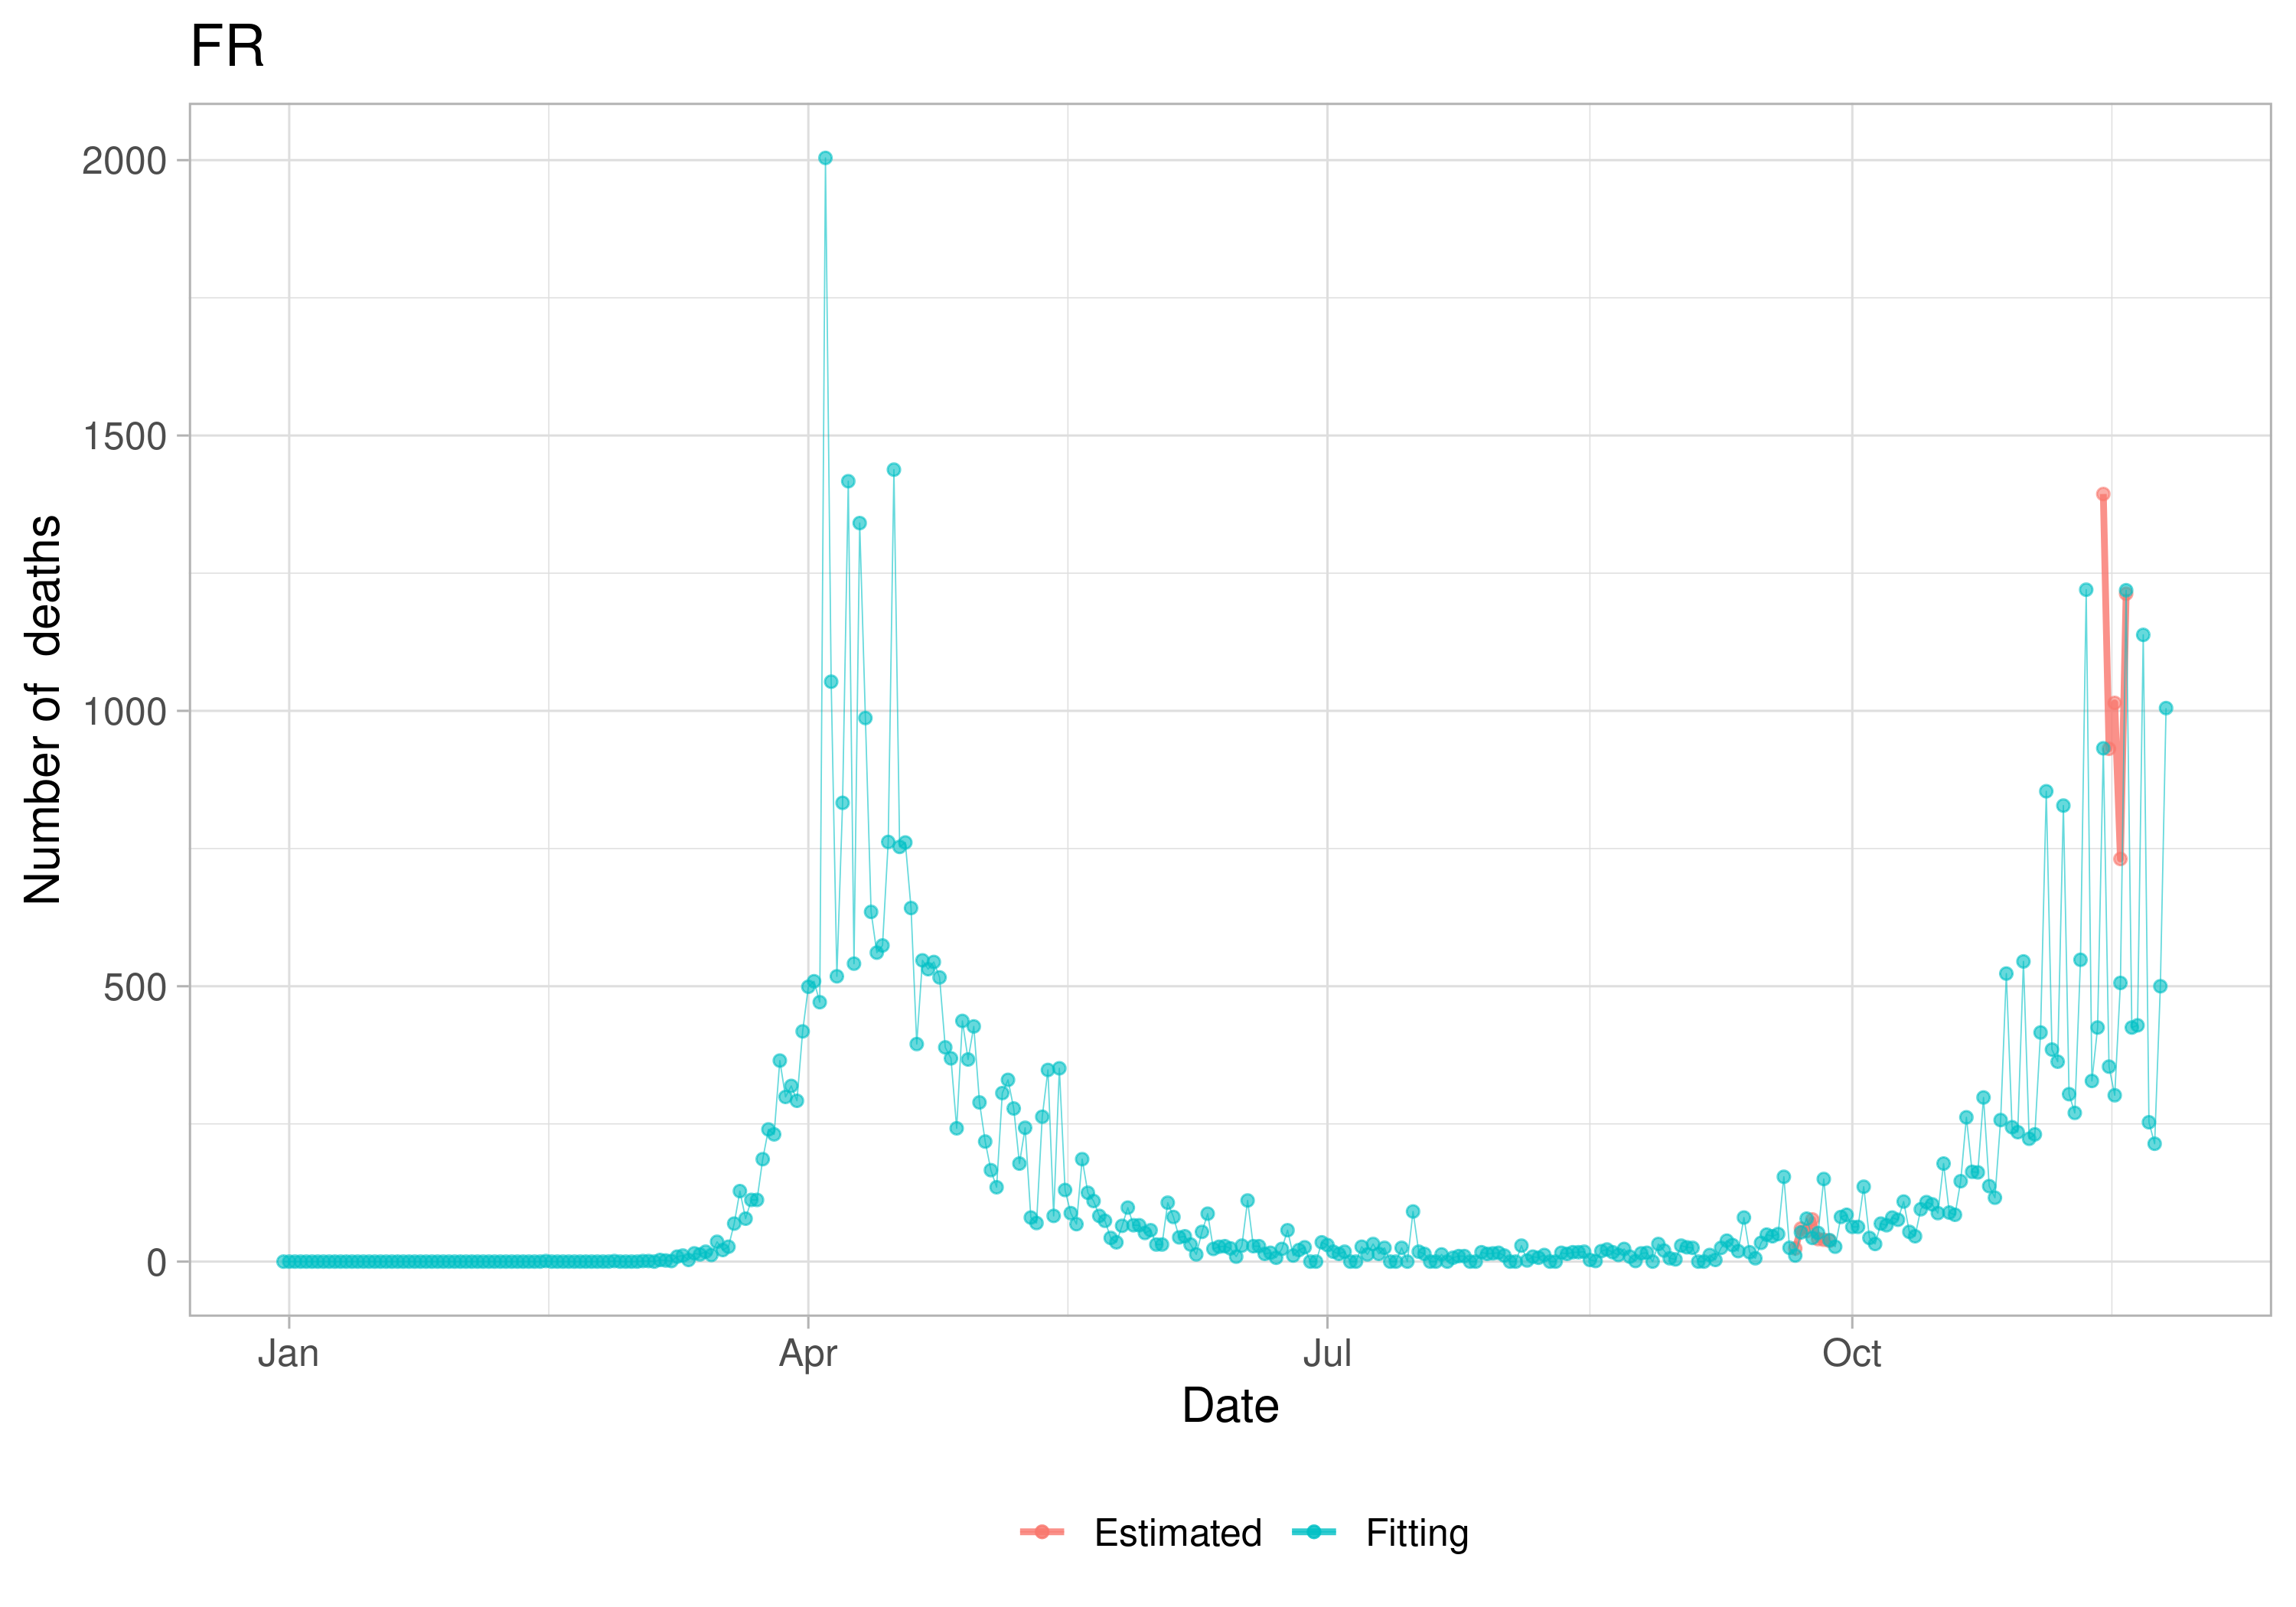 FR
2000
1500
1000
500
0
Number of  deaths
Jan Apr Jul Oct
Date
Estimated Fitting